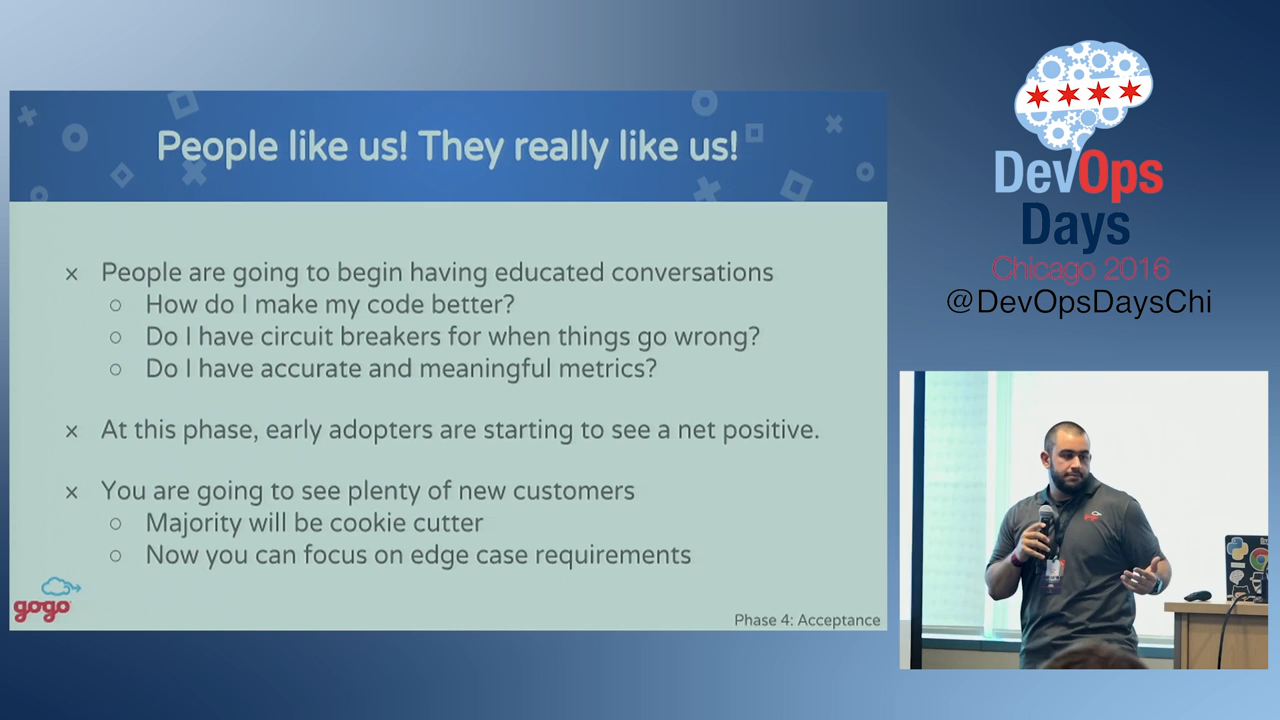 People like us! They really like us!
x People are going to begin having educated conversations
○ How do I make my code better?
○ Do I have circuit breakers for when things go wrong?
○ Do I have accurate and meaningful metrics?
x At this phase, early adopters are starting to see a net positive.
x You are going to see plenty of new customers
○ Majority will be cookie cutter
○ Now you can focus on edge case requirements
gogo
Phase 4: Acceptance
DevOps
Days
Chicago 2016
@DevOpsDaysChi
gogo